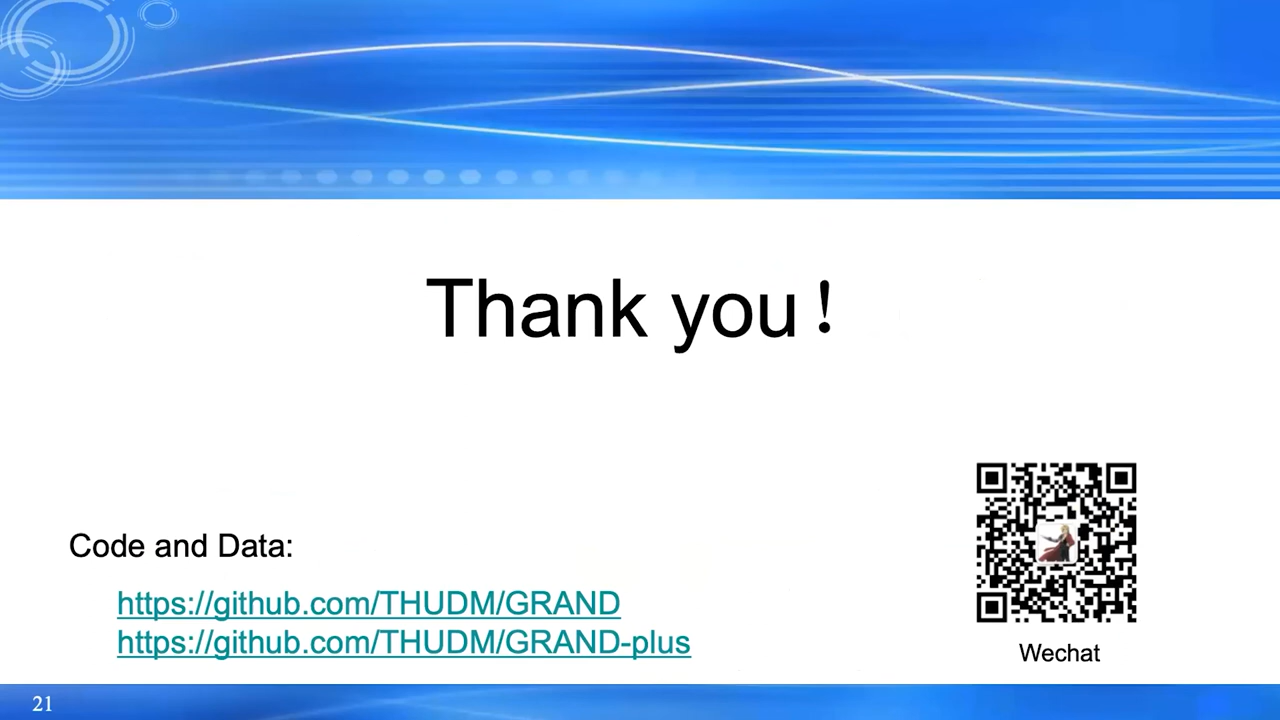 Thank you！
Code and Data:
https://github.com/THUDM/GRAND
https://github.com/THUDM/GRAND-plus
Wechat
21